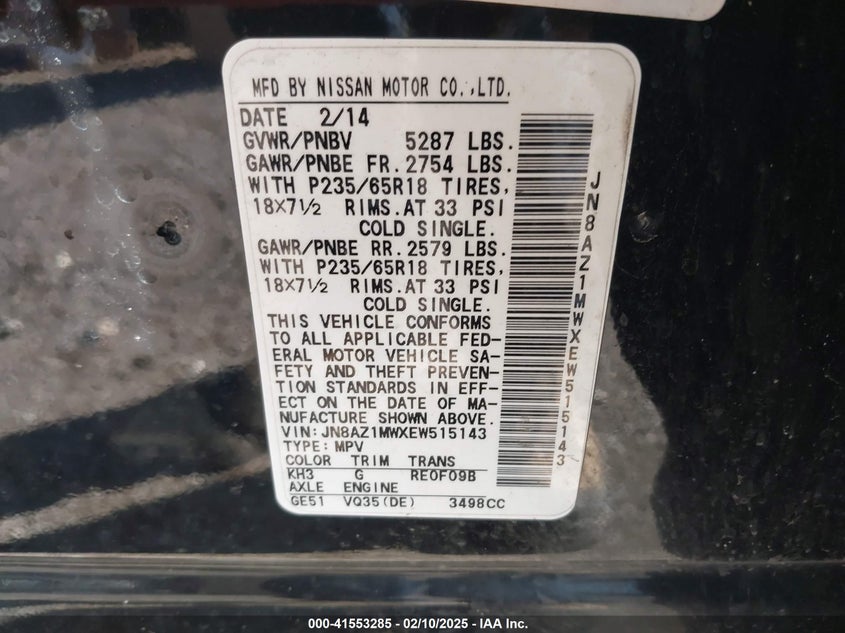 MFD BY NISSAN MOTOR CO.,LTD.
DATE 2/14
GVWR/PNBV 5287 LBS.
GAWR/PNBE FR. 2754 LBS.
WITH P235/65R18 TIRES,
18X7½ RIMS. AT 33 PSI
COLD SINGLE.
GAWR/PNBE RR. 2579 LBS.
WITH P235/65R18 TIRES,
18X7½ RIMS. AT 33 PSI
COLD SINGLE.
THIS VEHICLE CONFORMS
TO ALL APPLICABLE FED-
ERAL MOTOR VEHICLE SA-
FETY AND THEFT PREVEN-
TION STANDARDS IN EFF-
ECT ON THE DATE OF MA-
NUFACTURE SHOWN ABOVE.
VIN:JN8AZ1MWXEW515143
TYPE:MPV
COLOR TRIM TRANS
KH3 G RE0F09B
AXLE ENGINE
GE51 VQ35(DE) 3498CC
JN8AZ1MWXEW515143
000-41553285 - 02/10/2025 - IAA Inc.